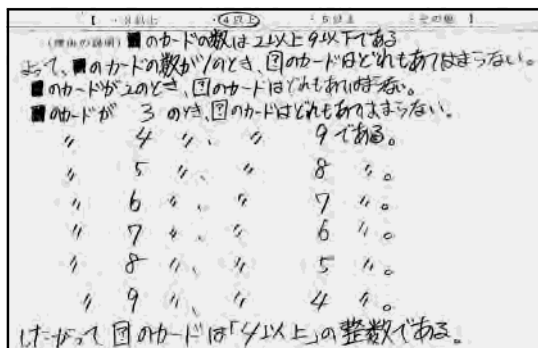 【 ・3以上 ・4以上 ・5以上 ・その他 】
(理由の説明) ■のカードの数は2以上9以下である
よって、■のカードの数が1のとき、図のカードはどれもあてはまらない。
■のカードが2のとき、図のカードはどれもあてはまらない。
■のカードが 3 のとき、図のカードはどれもあてはまらない。
〃 4 〃、 〃 9 である。
〃 5 〃、 〃 8 〃。
〃 6 〃、 〃 7 〃。
〃 7 〃、 〃 6 〃。
〃 8 〃、 〃 5 〃。
〃 9 〃、 〃 4 〃。
したがって 図のカードは「4以上」の整数である。